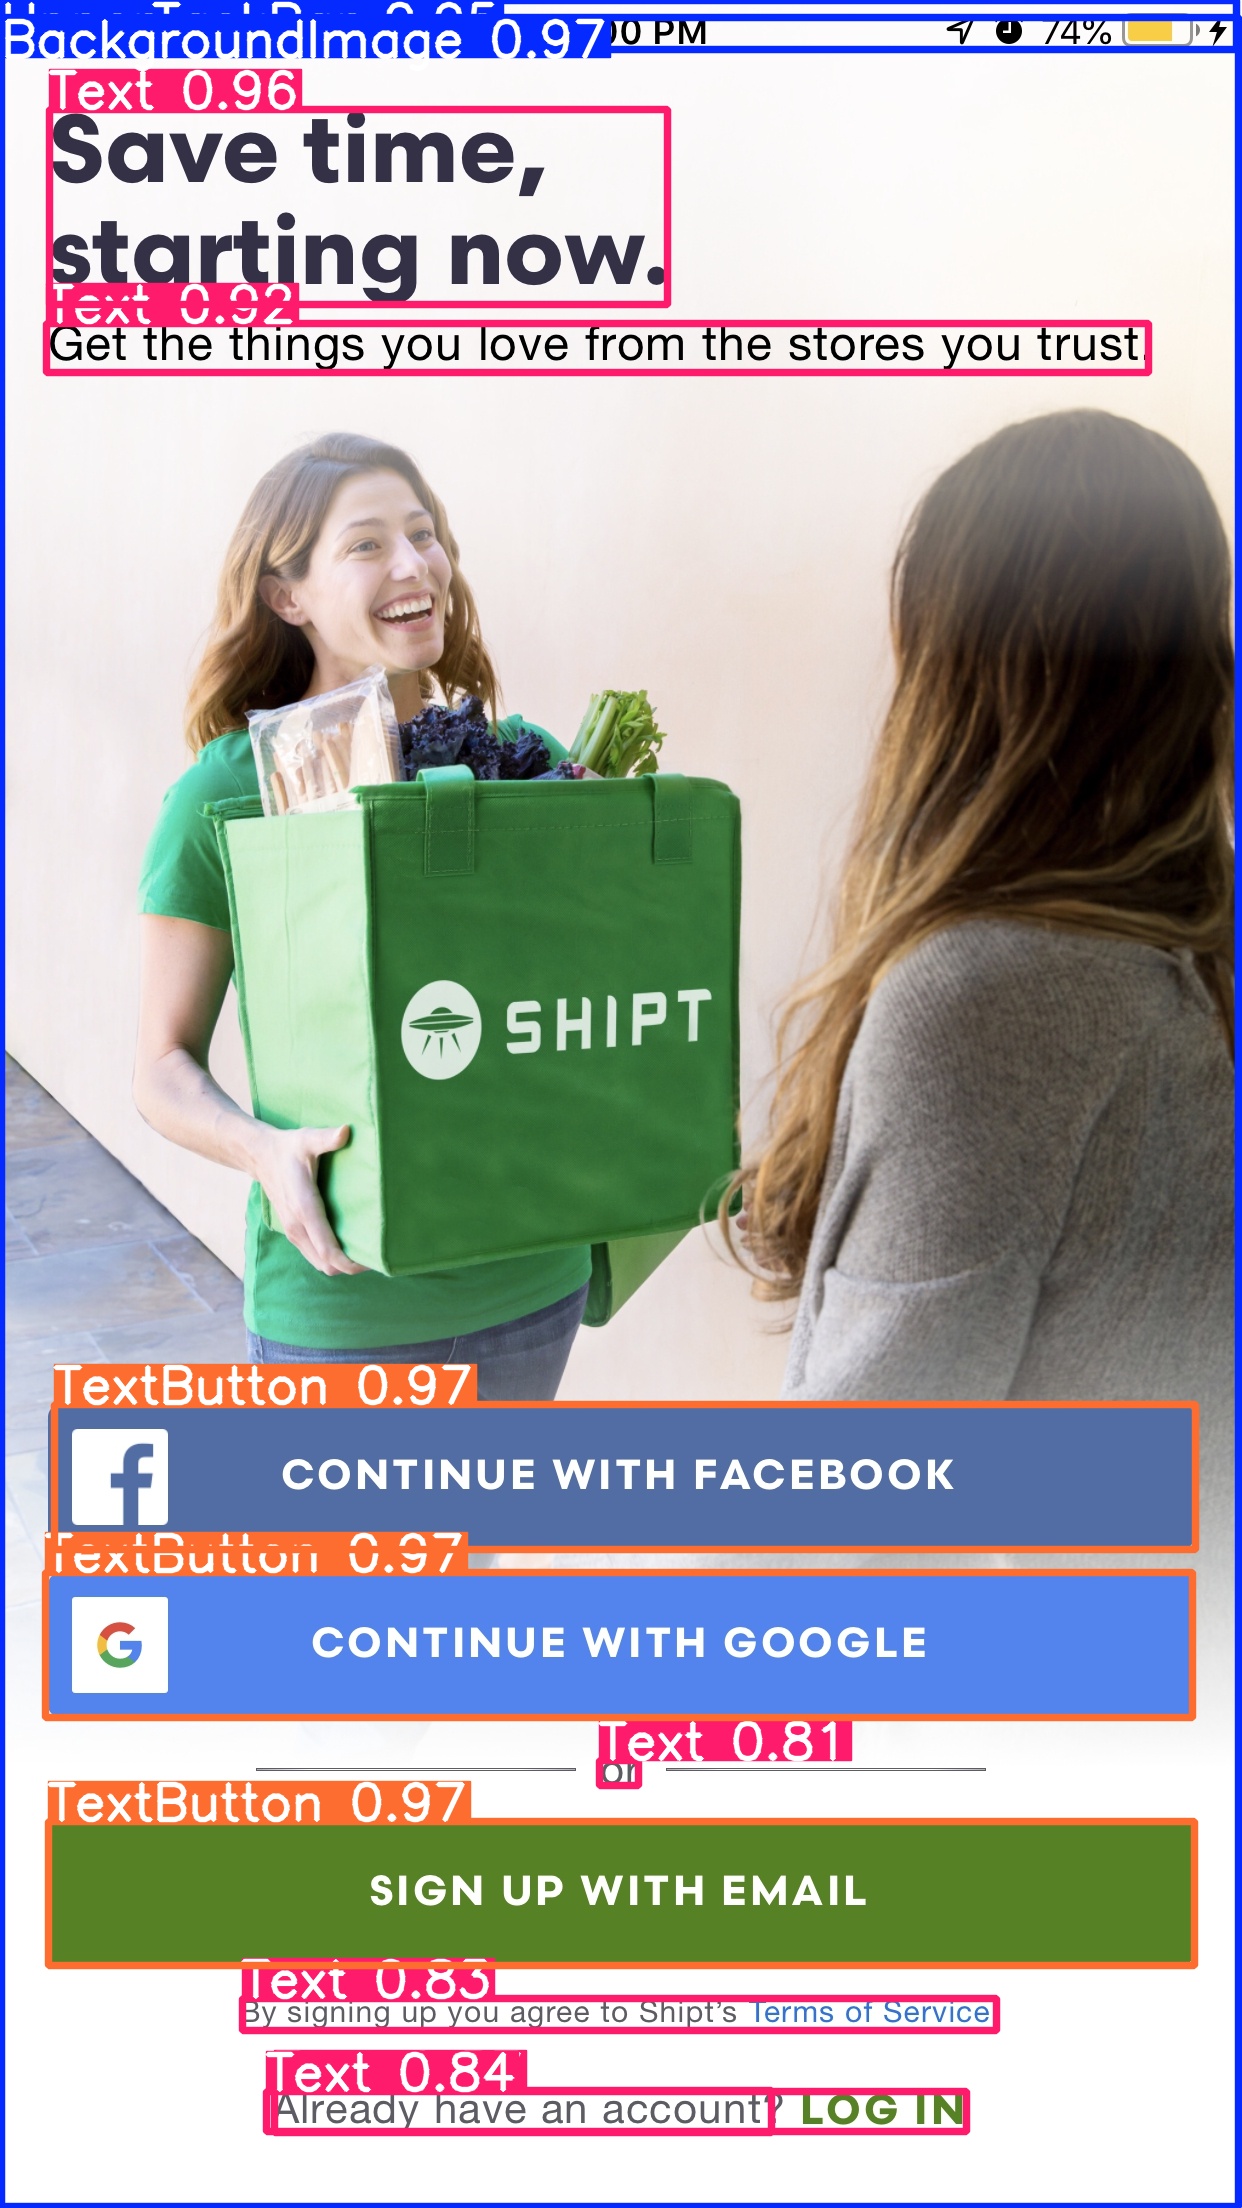 BackgroundImage 0.97
00 PM 74%
Text 0.96
Save time,
starting now.
Text 0.92
Get the things you love from the stores you trust.
SHIPT
TextButton 0.97
CONTINUE WITH FACEBOOK
TextButton 0.97
CONTINUE WITH GOOGLE
Text 0.81
or
TextButton 0.97
SIGN UP WITH EMAIL
Text 0.83
By signing up you agree to Shipt's Terms of Service
Text 0.84
Already have an account? LOG IN